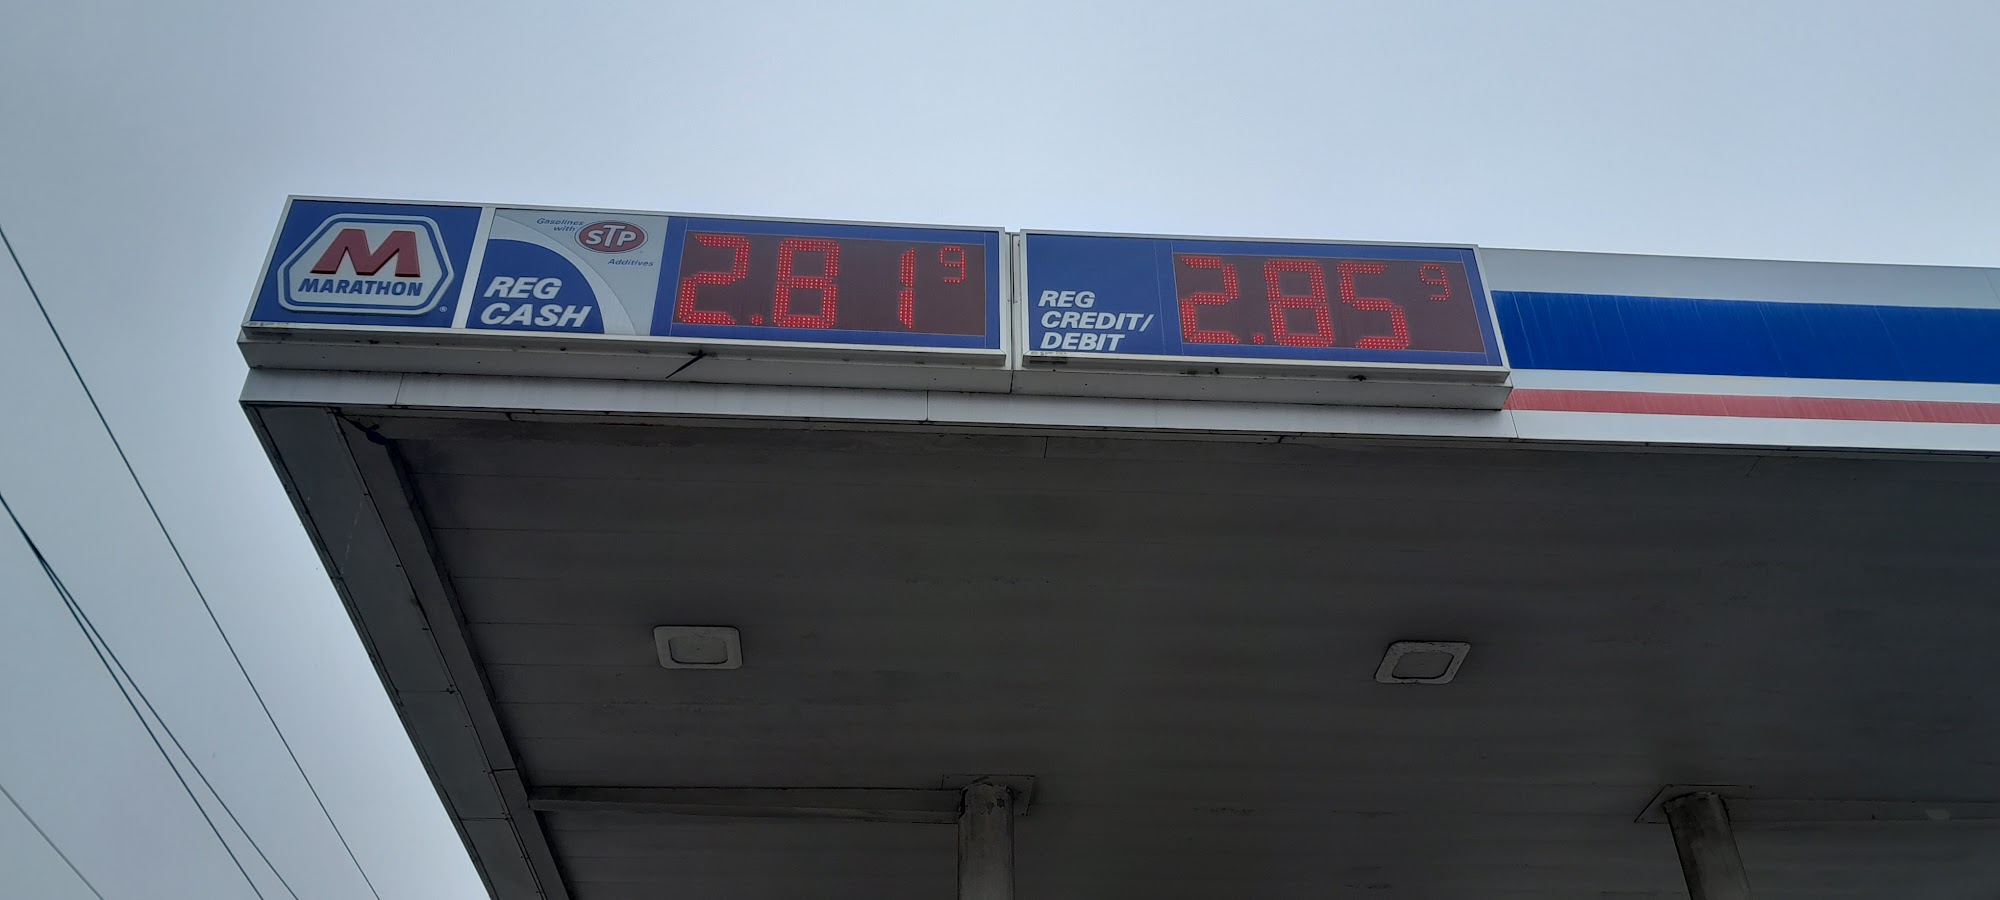 M
MARATHON
®
Gasolines
with
STP
Additives
REG
CASH
2.81 9
REG
CREDIT/
DEBIT
2.85 9